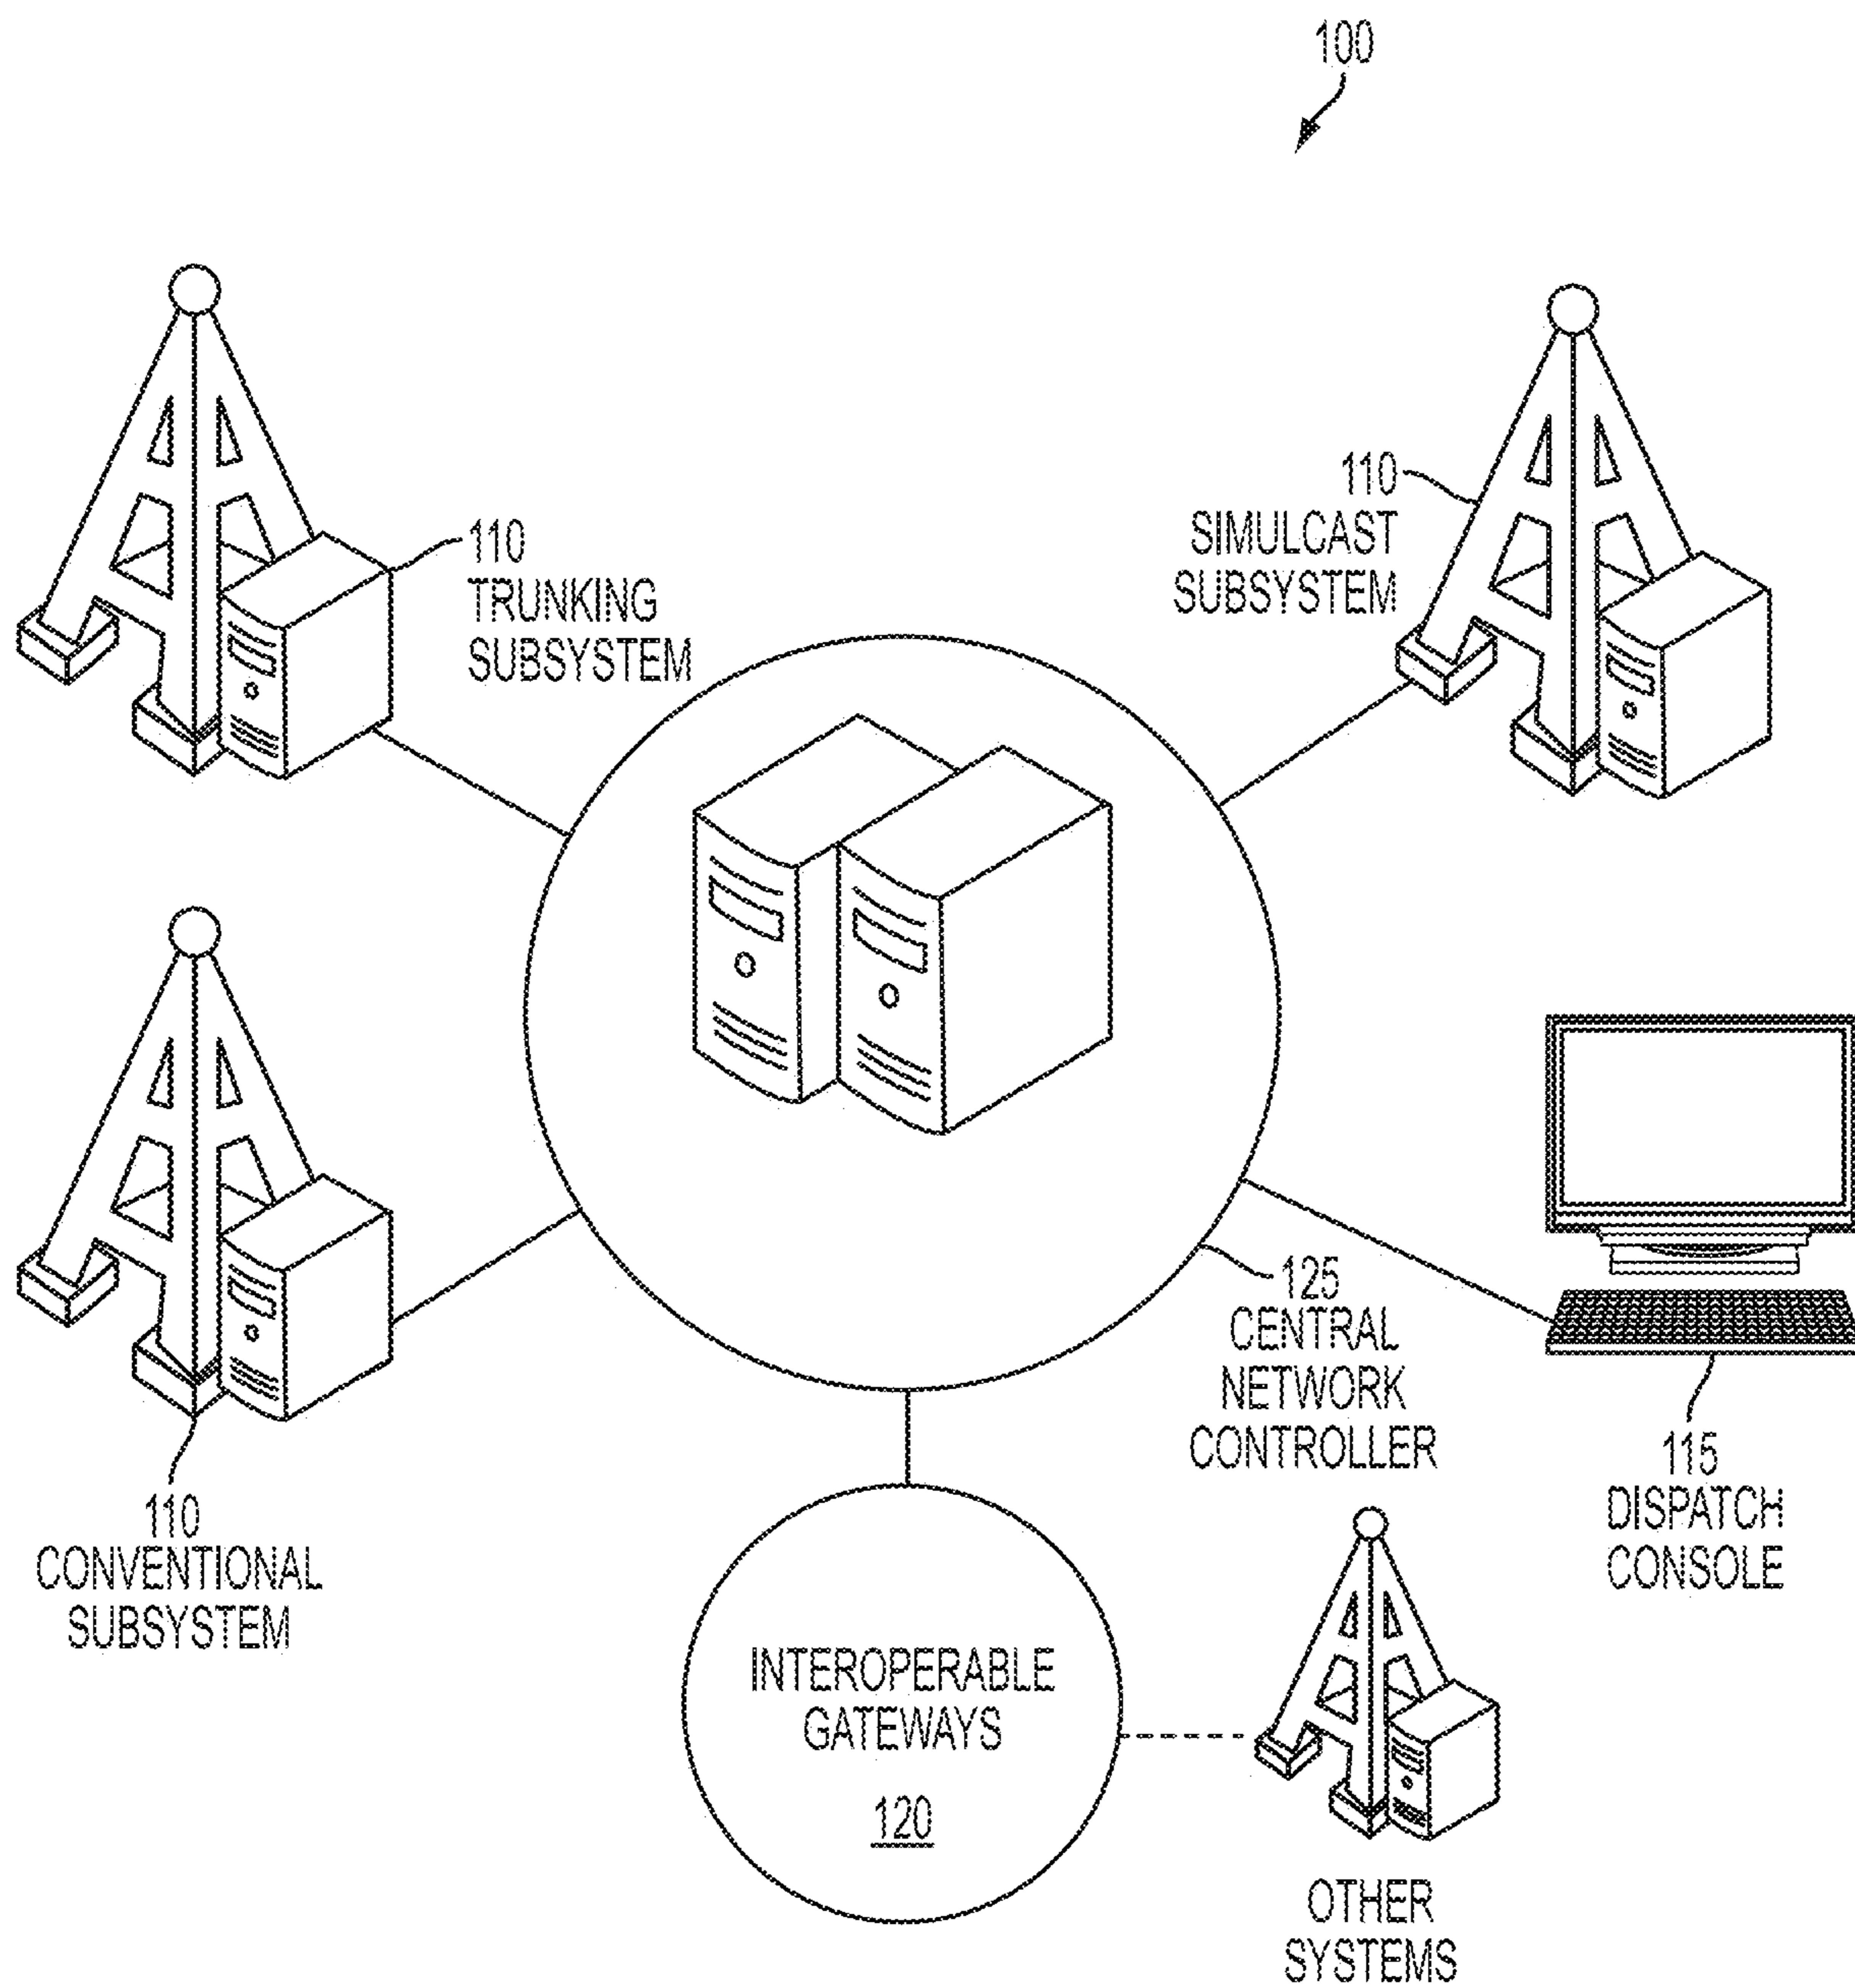 100
110
TRUNKING
SUBSYSTEM
110
SIMULCAST
SUBSYSTEM
125
CENTRAL
NETWORK
CONTROLLER
115
DISPATCH
CONSOLE
110
CONVENTIONAL
SUBSYSTEM
INTEROPERABLE
GATEWAYS
120
OTHER
SYSTEMS